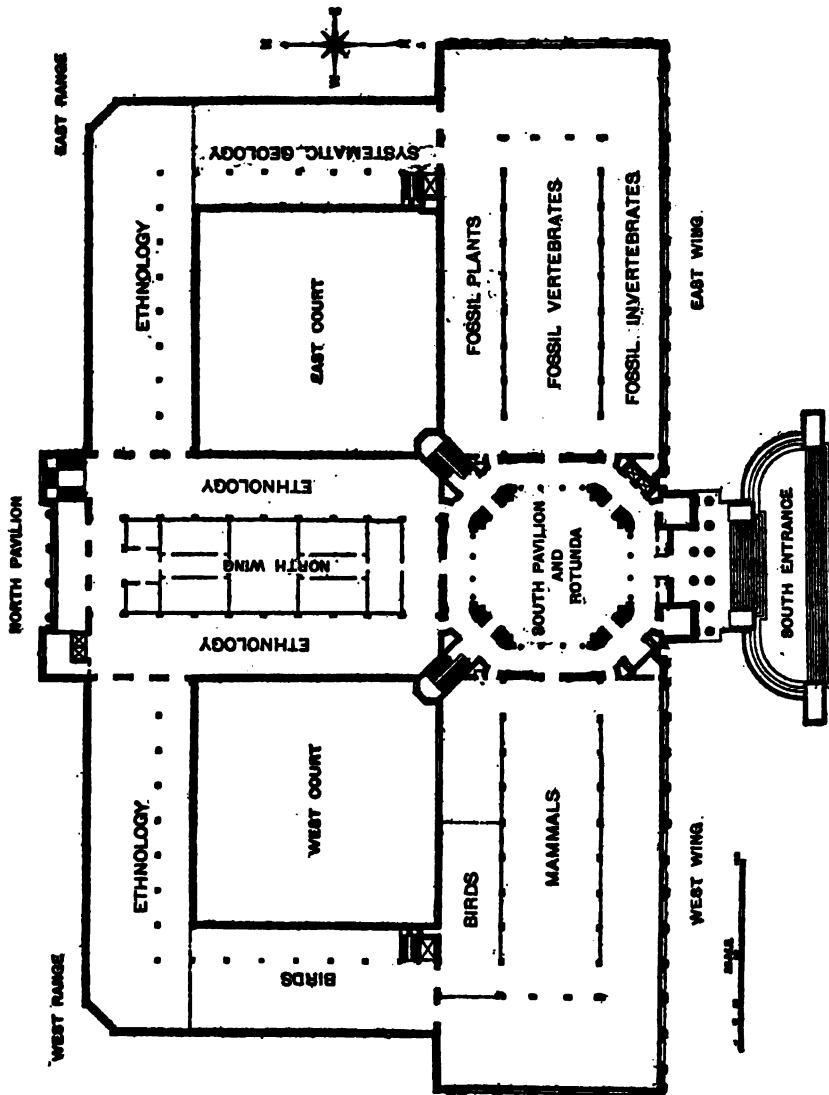 NORTH PAVILION
WEST RANGE
EAST RANGE
ETHNOLOGY
ETHNOLOGY
ETHNOLOGY
ETHNOLOGY
NORTH WING
BIRDS
WEST COURT
EAST COURT
SYSTEMATIC GEOLOGY
BIRDS
MAMMALS
SOUTH PAVILION
AND
ROTUNDA
FOSSIL PLANTS
FOSSIL VERTEBRATES
FOSSIL INVERTEBRATES
WEST WING
EAST WING
SOUTH ENTRANCE
SCALE
W